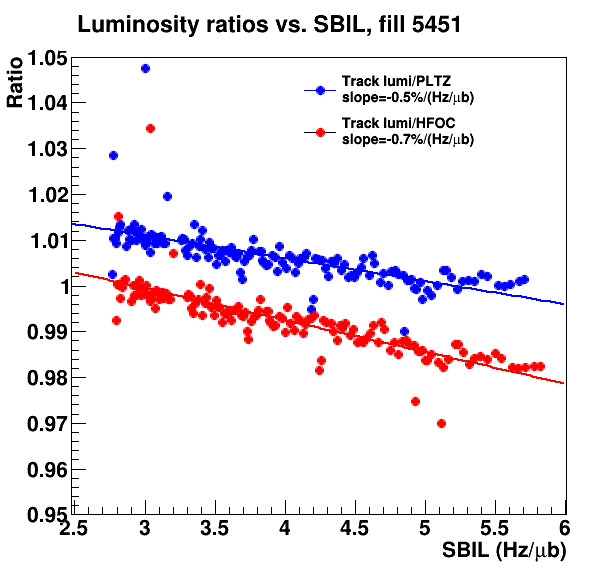 Luminosity ratios vs. SBIL, fill 5451
Ratio
1.05
1.04
1.03
1.02
1.01
1
0.99
0.98
0.97
0.96
0.95
Track lumi/PLTZ
slope=-0.5%/(Hz/μb)
Track lumi/HFOC
slope=-0.7%/(Hz/μb)
2.5 3 3.5 4 4.5 5 5.5 6
SBIL (Hz/μb)